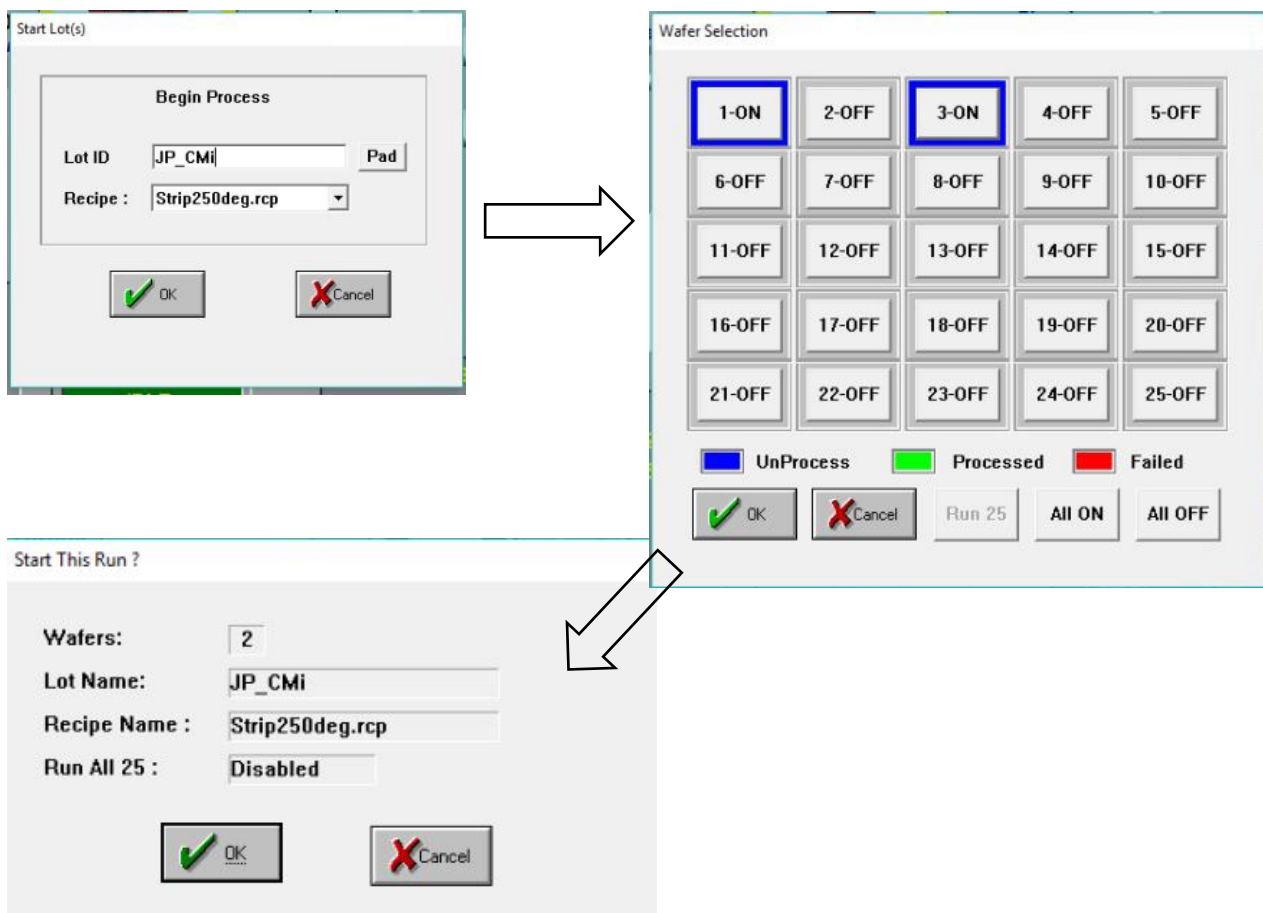 Start Lot(s)
Begin Process
Lot ID JP_CMi Pad
Recipe : Strip250deg.rcp
OK Cancel
Wafer Selection
1-ON 2-OFF 3-ON 4-OFF 5-OFF
6-OFF 7-OFF 8-OFF 9-OFF 10-OFF
11-OFF 12-OFF 13-OFF 14-OFF 15-OFF
16-OFF 17-OFF 18-OFF 19-OFF 20-OFF
21-OFF 22-OFF 23-OFF 24-OFF 25-OFF
UnProcess Processed Failed
OK Cancel Run 25 All ON All OFF
Start This Run ?
Wafers: 2
Lot Name: JP_CMi
Recipe Name : Strip250deg.rcp
Run All 25 : Disabled
OK Cancel